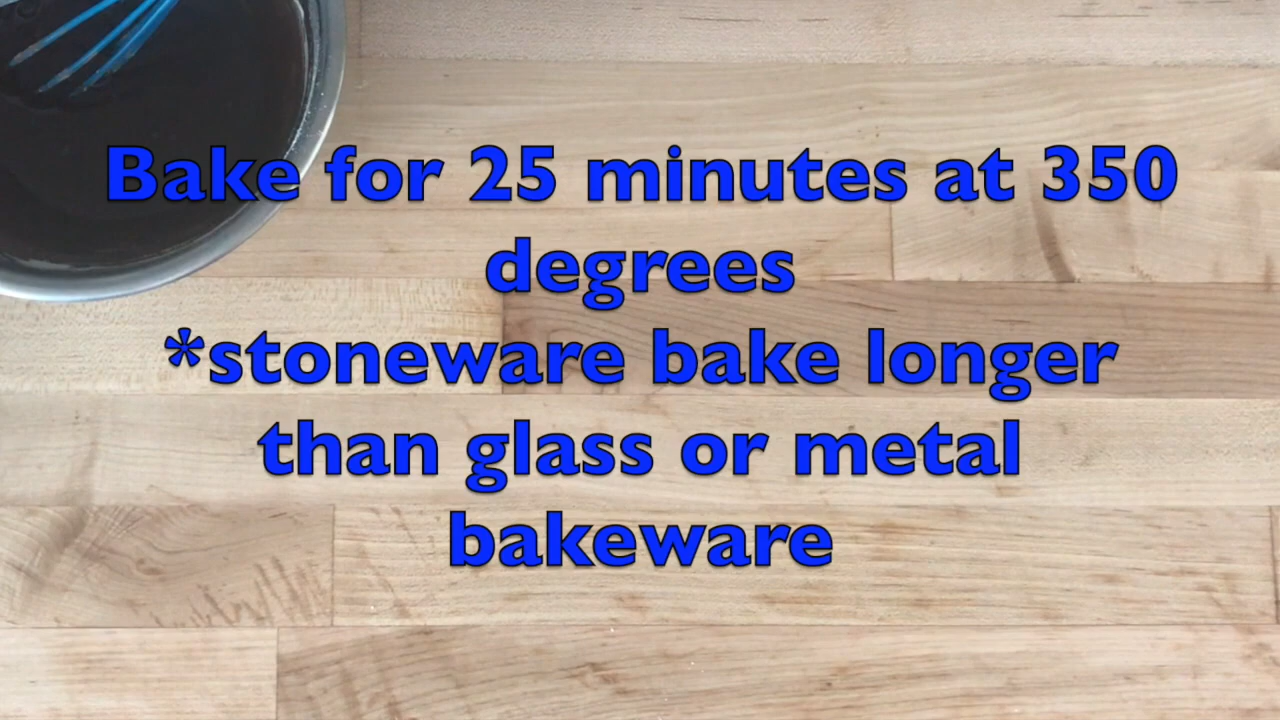 Bake for 25 minutes at 350
degrees
*stoneware bake longer
than glass or metal
bakeware